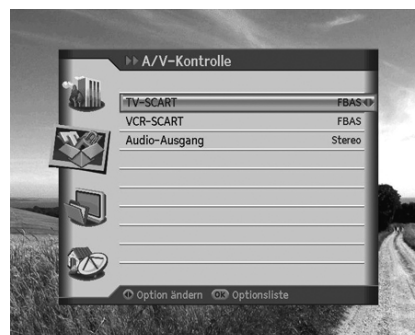 A/V-Kontrolle
TV-SCART FBAS
VCR-SCART FBAS
Audio-Ausgang Stereo
Option ändern OK Optionsliste